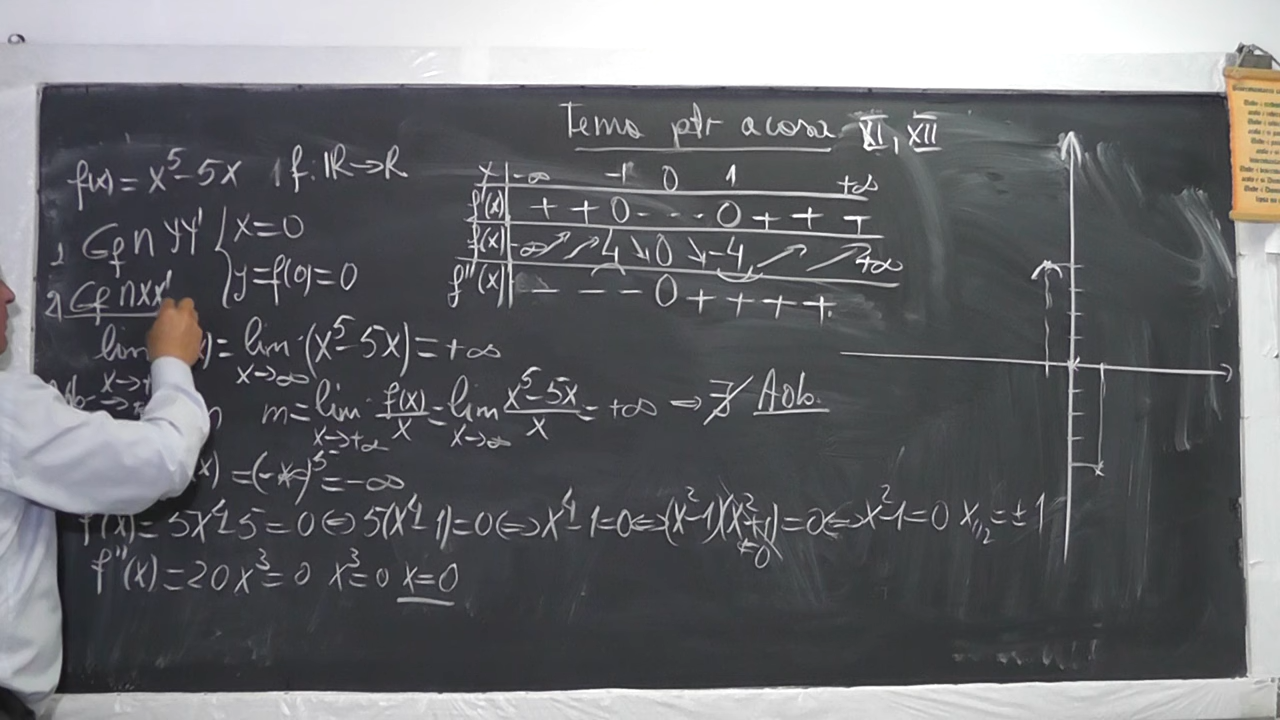 Tema ptr acasa XI, XII
f(x) = x⁵-5x , f: R→R
1) Gf ∩ yy' { x=0
y=f(0)=0
2) Gf ∩ xx'
x | -∞ -1 0 1 +∞
f'(x) | + + 0 - - - 0 + + +
f(x) | -∞ ↗ ↗ 4 ↘ 0 ↘ -4 ↗ ↗ +∞
f''(x) | - - - 0 + + + +
lim x) = lim (x⁵-5x) = +∞
x→+ x→∞
m = lim f(x)/x = lim (x⁵-5x)/x = +∞ ⇒ ∄ Aob.
x→+∞ x→∞
x) = (-∞)⁵ = -∞
f'(x) = 5x⁴-5 = 0 ⇔ 5(x⁴-1)=0 ⇔ x⁴-1=0 ⇔ (x²-1)(x²+1)=0 ⇔ x²-1=0 x₁,₂=±1
≠0
f''(x) = 20x³=0 x³=0 x=0